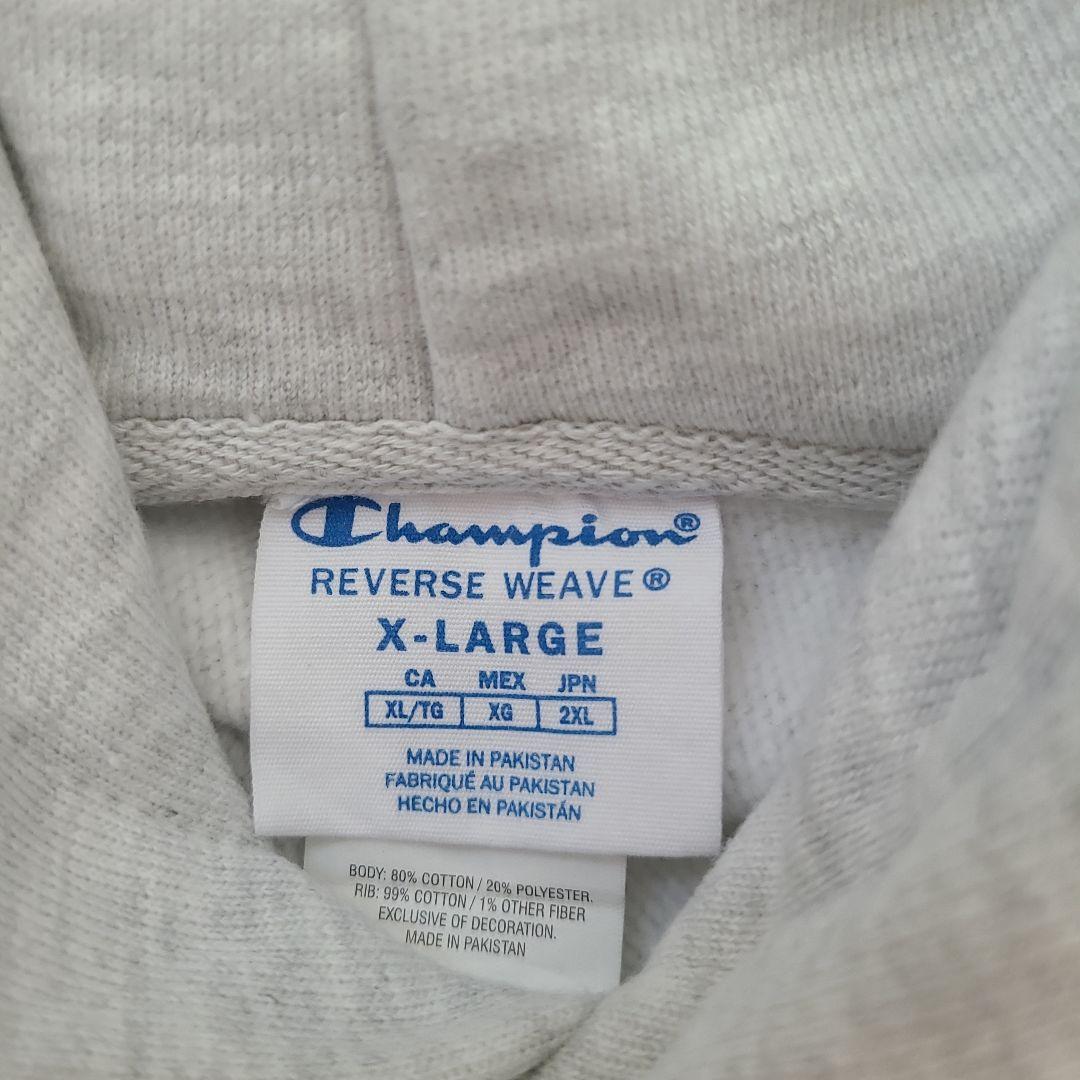 Champion®
REVERSE WEAVE®
X-LARGE
CA MEX JPN
XL/TG XG 2XL
MADE IN PAKISTAN
FABRIQUÉ AU PAKISTAN
HECHO EN PAKISTÁN
BODY: 80% COTTON / 20% POLYESTER.
RIB: 99% COTTON / 1% OTHER FIBER
EXCLUSIVE OF DECORATION.
MADE IN PAKISTAN